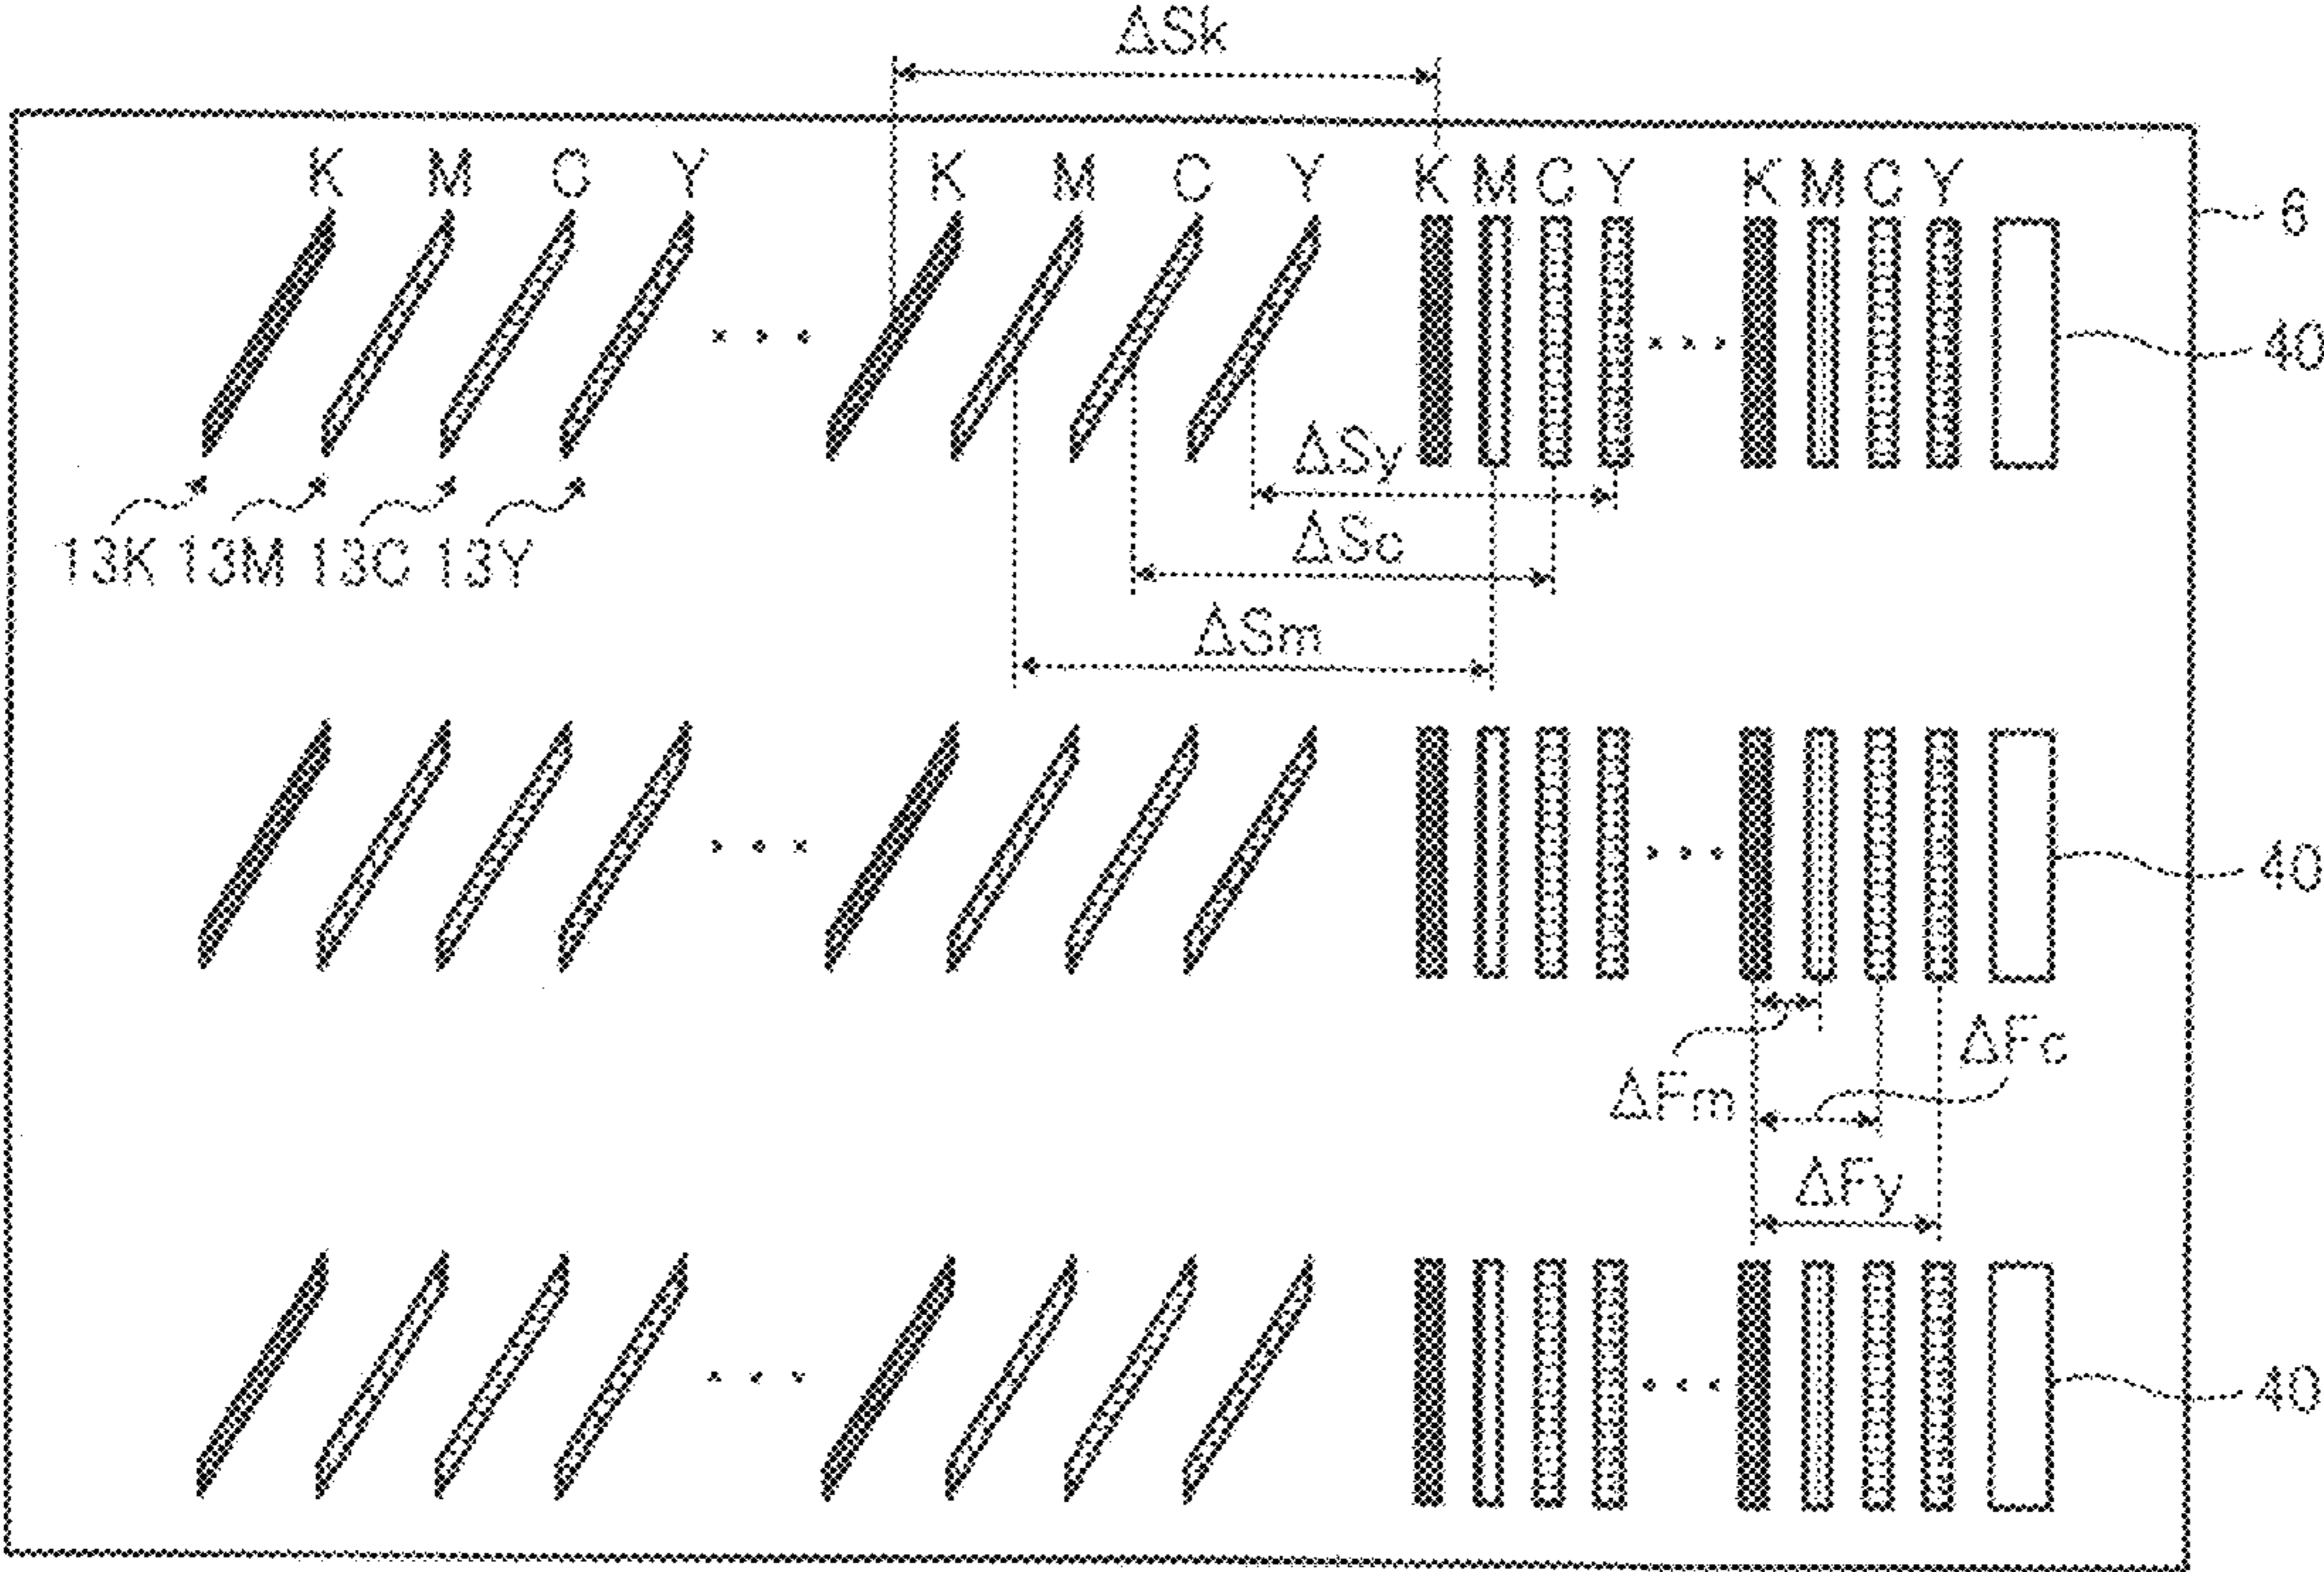 ΔSk
K M C Y K M C Y K M C Y K M C Y
6
40
ΔSy
ΔSc
13K 13M 13C 13Y
ΔSm
40
ΔFc
ΔFm
ΔFy
40